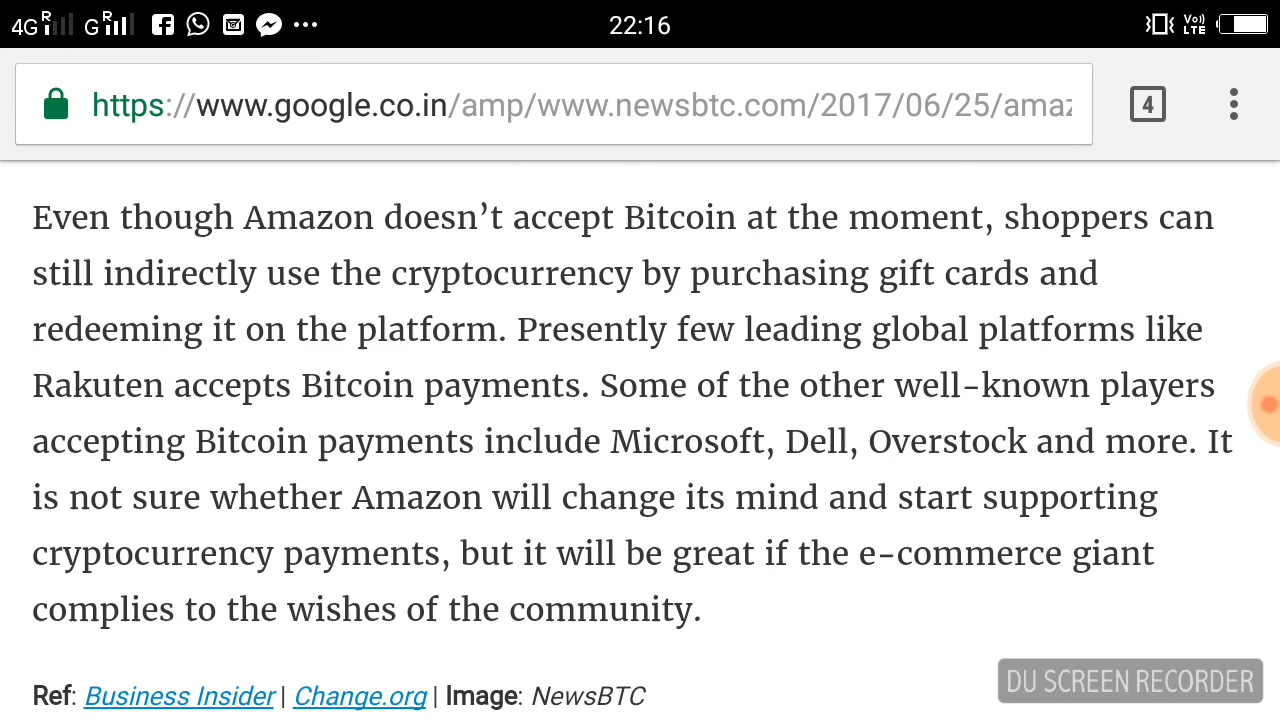 4G R G R 22:16 Vo)) LTE
https://www.google.co.in/amp/www.newsbtc.com/2017/06/25/amaz 4
Even though Amazon doesn’t accept Bitcoin at the moment, shoppers can
still indirectly use the cryptocurrency by purchasing gift cards and
redeeming it on the platform. Presently few leading global platforms like
Rakuten accepts Bitcoin payments. Some of the other well-known players
accepting Bitcoin payments include Microsoft, Dell, Overstock and more. It
is not sure whether Amazon will change its mind and start supporting
cryptocurrency payments, but it will be great if the e-commerce giant
complies to the wishes of the community.
Ref: Business Insider | Change.org | Image: NewsBTC
DU SCREEN RECORDER